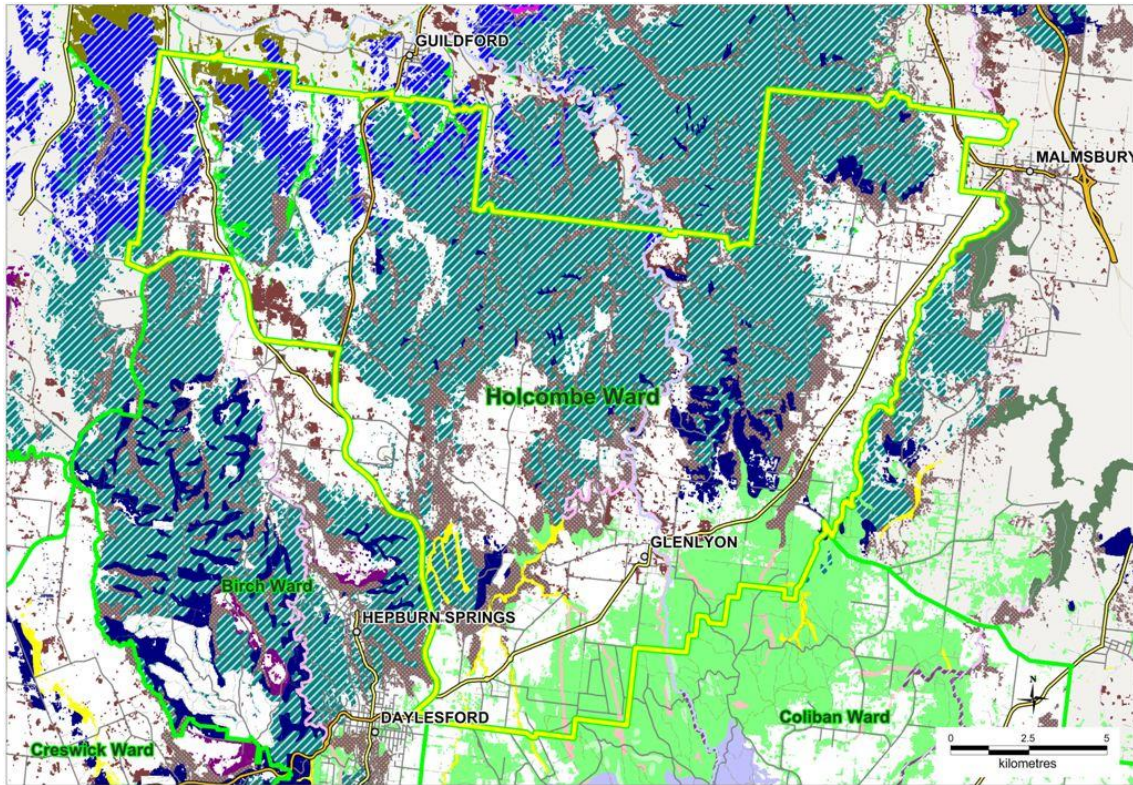 GUILDFORD
MALMSBURY
Holcombe Ward
GLENLYON
Birch Ward
HEPBURN SPRINGS
DAYLESFORD
Coliban Ward
Creswick Ward
N
0 2.5 5
kilometres